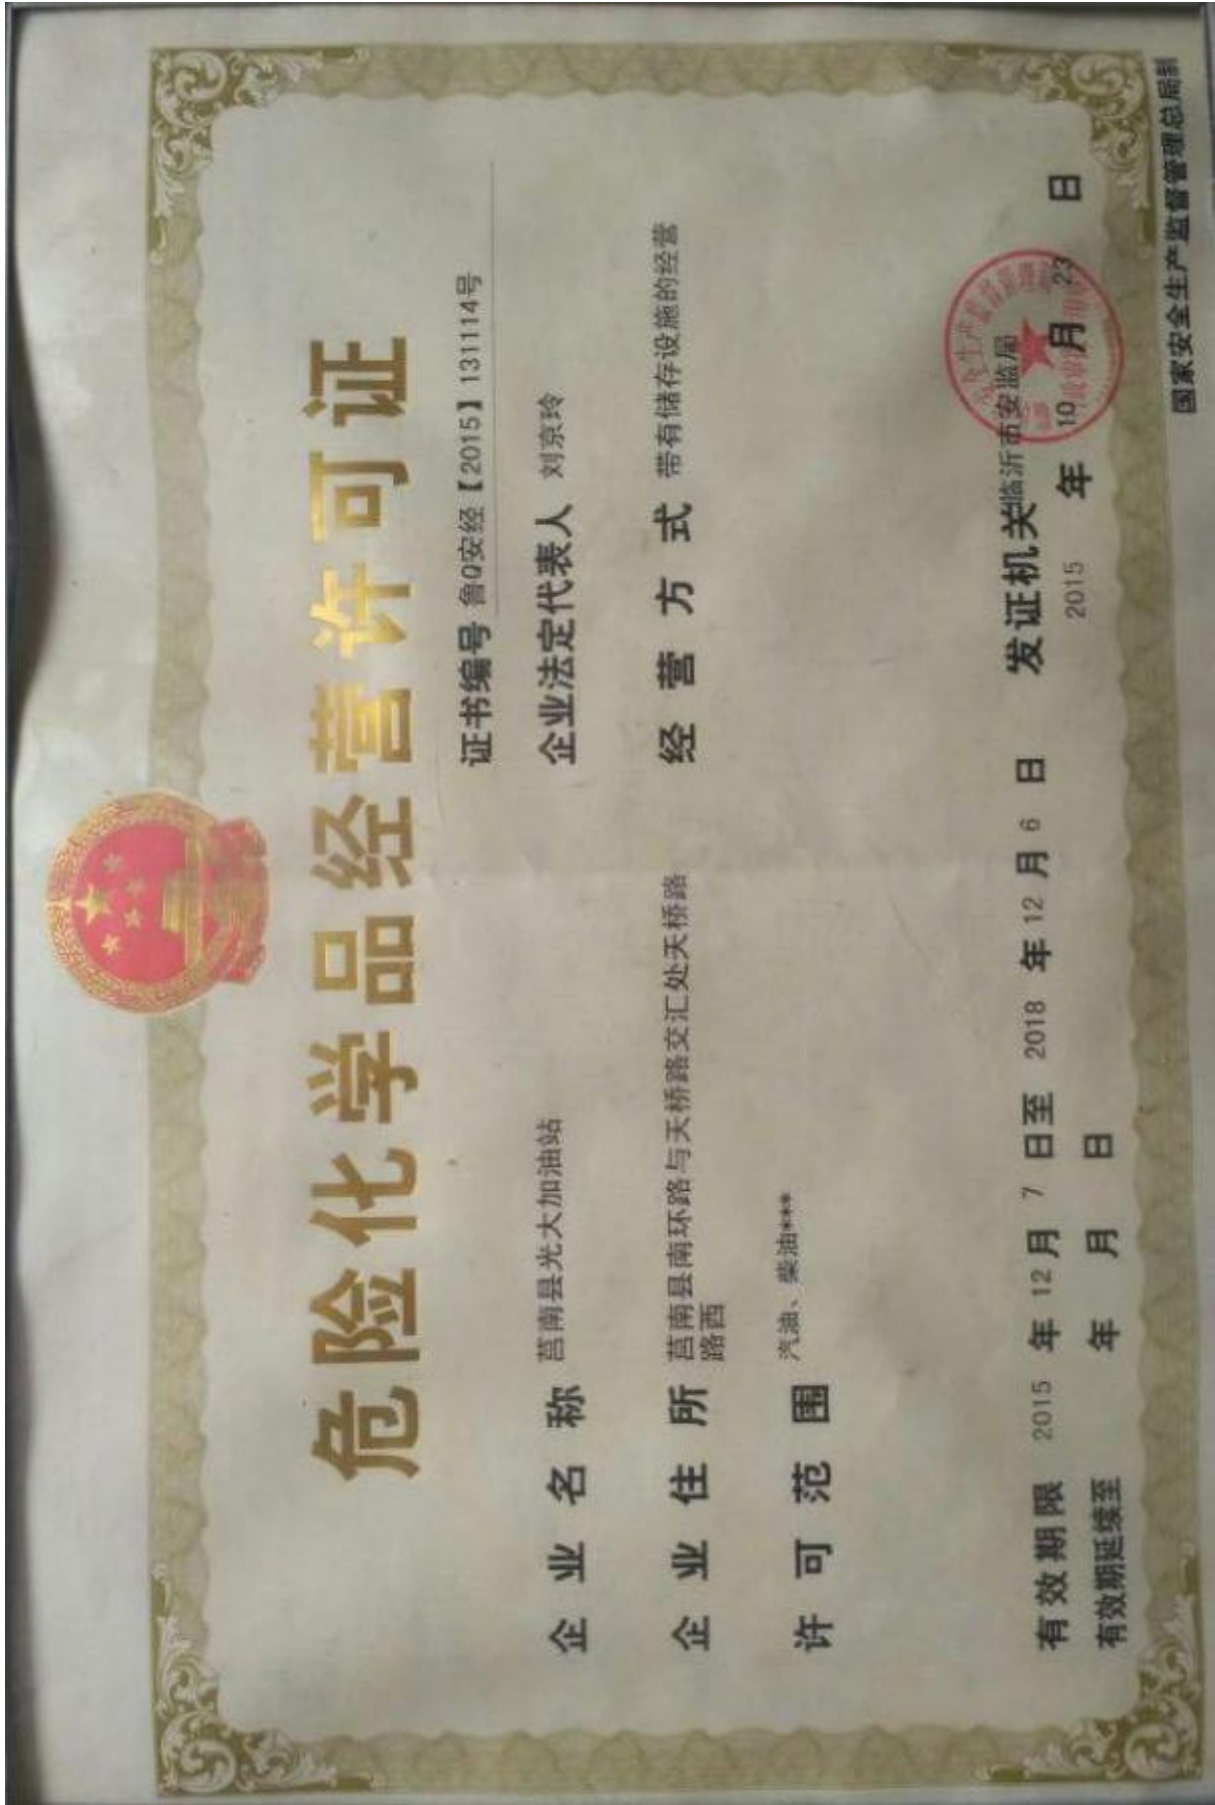 危险化学品经营许可证
证书编号 鲁Q安经【2015】131114号
企业名称 莒南县光大加油站
企业法定代表人 刘京玲
企业住所 莒南县南环路与天桥路交汇处天桥路
路西
经营方式 带有储存设施的经营
许可范围 汽油、柴油***
有效期限 2015 年 12 月 7 日至 2018 年 12 月 6 日
有效期延续至 年 月 日
发证机关临沂市安监局
2015 年 10 月 23 日
国家安全生产监督管理总局制